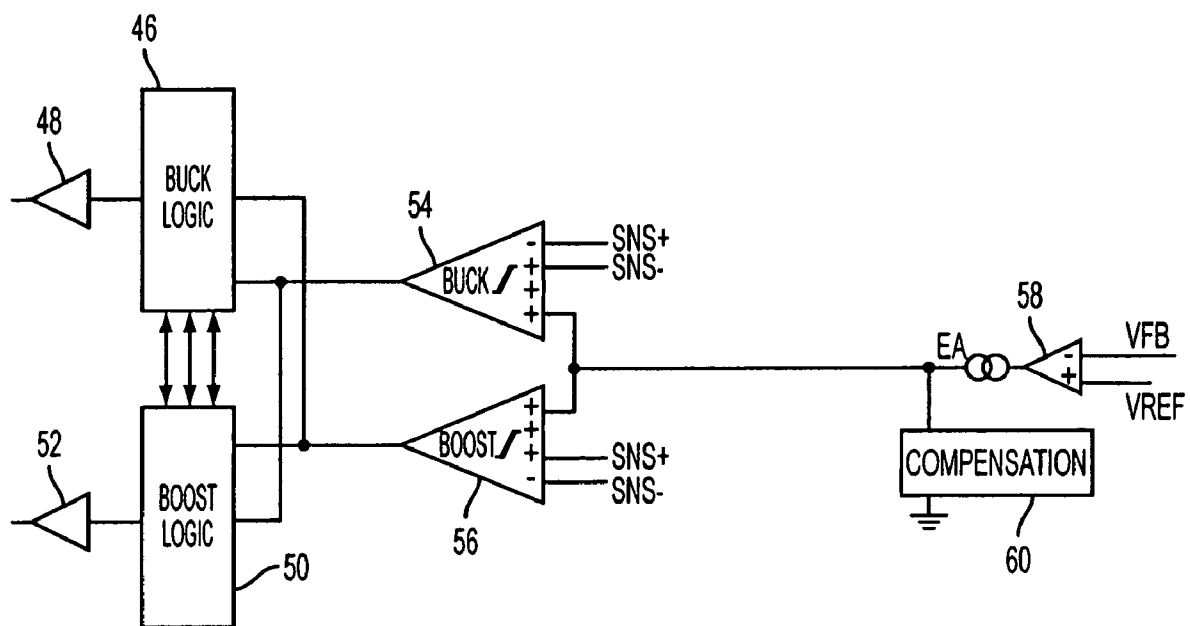 46
48
BUCK
LOGIC
54
- SNS+
+ SNS-
BUCK +
+
58
EA
- VFB
+ VREF
52
BOOST
LOGIC
+
BOOST +
+ SNS+
- SNS-
56
COMPENSATION
50
60